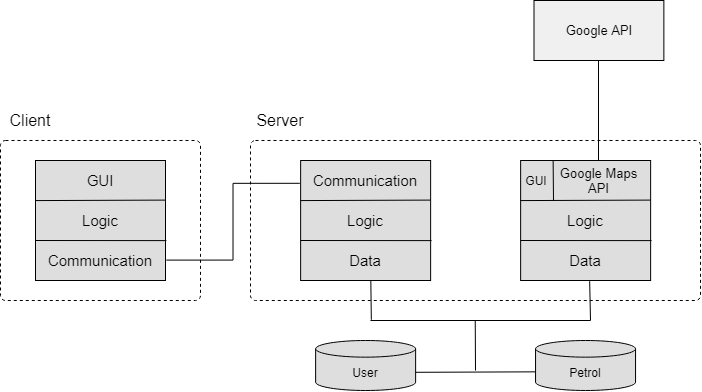 Google API
Client
Server
GUI
Logic
Communication
Communication
Logic
Data
GUI
Google Maps
API
Logic
Data
User
Petrol